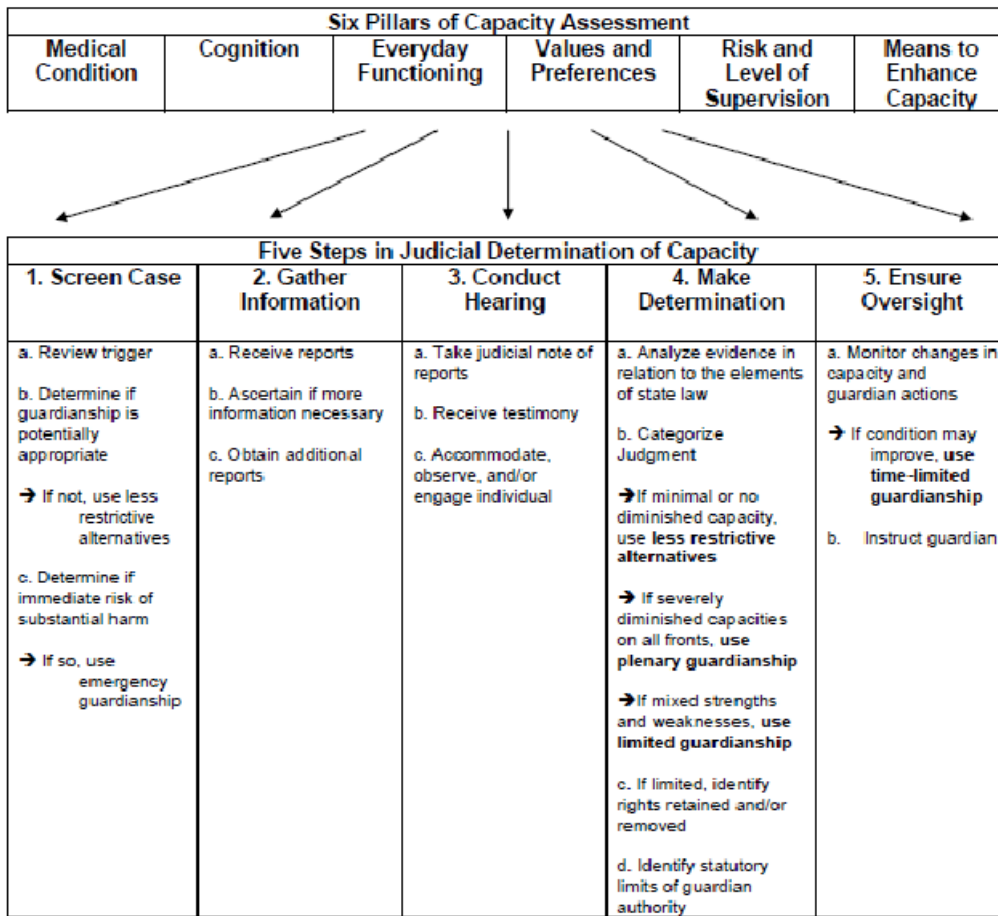 Six Pillars of Capacity Assessment
Medical
Condition
Cognition
Everyday
Functioning
Values and
Preferences
Risk and
Level of
Supervision
Means to
Enhance
Capacity
Five Steps in Judicial Determination of Capacity
1. Screen Case
a. Review trigger
b. Determine if
guardianship is
potentially
appropriate
➔ If not, use less
restrictive
alternatives
c. Determine if
immediate risk of
substantial harm
➔ If so, use
emergency
guardianship
2. Gather
Information
a. Receive reports
b. Ascertain if more
information necessary
c. Obtain additional
reports
3. Conduct
Hearing
a. Take judicial note of
reports
b. Receive testimony
c. Accommodate,
observe, and/or
engage individual
4. Make
Determination
a. Analyze evidence in
relation to the elements
of state law
b. Categorize
Judgment
➔If minimal or no
diminished capacity,
use less restrictive
alternatives
➔ If severely
diminished capacities
on all fronts, use
plenary guardianship
➔If mixed strengths
and weaknesses, use
limited guardianship
c. If limited, identify
rights retained and/or
removed
d. Identify statutory
limits of guardian
authority
5. Ensure
Oversight
a. Monitor changes in
capacity and
guardian actions
➔ If condition may
improve, use
time-limited
guardianship
b. Instruct guardian